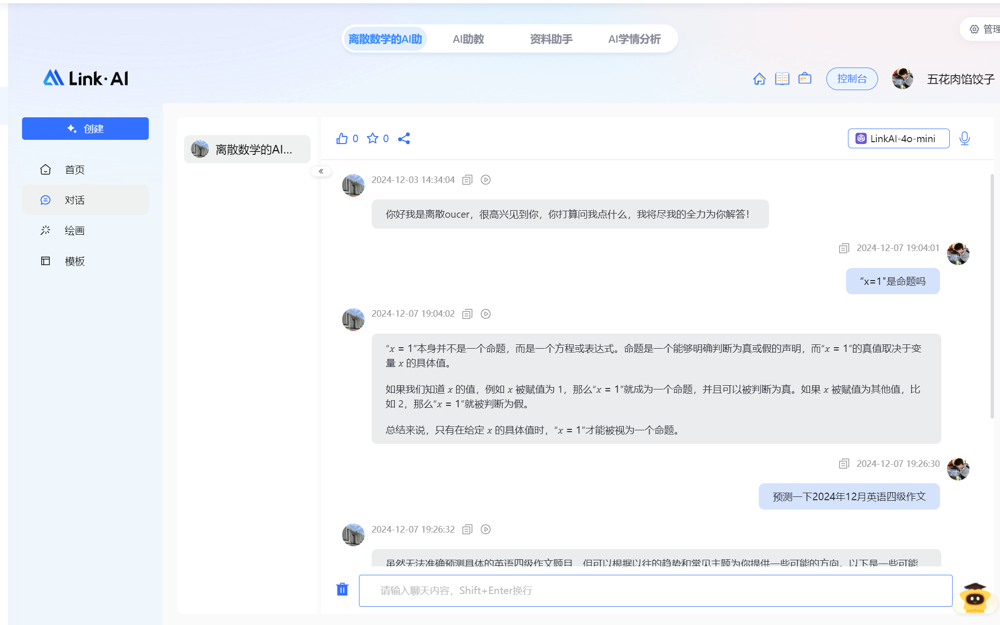 离散数学的AI助
AI助教
资料助手
AI学情分析
管理
Link·AI
控制台
五花肉馅饺子
创建
首页
对话
绘画
模板
离散数学的AI...
0
0
LinkAI-4o-mini
«
2024-12-03 14:34:04
你好我是离散oucer，很高兴见到你，你打算问我点什么，我将尽我的全力为你解答！
2024-12-07 19:04:01
“x=1"是命题吗
2024-12-07 19:04:02
“x = 1”本身并不是一个命题，而是一个方程或表达式。命题是一个能够明确判断为真或假的声明，而“x = 1”的真值取决于变
量 x 的具体值。
如果我们知道 x 的值，例如 x 被赋值为 1，那么“x = 1”就成为一个命题，并且可以被判断为真。如果 x 被赋值为其他值，比
如 2，那么“x = 1”就被判断为假。
总结来说，只有在给定 x 的具体值时，“x = 1”才能被视为一个命题。
2024-12-07 19:26:30
预测一下2024年12月英语四级作文
2024-12-07 19:26:32
虽然无法准确预测具体的英语四级作文题目，但可以根据以往的趋势和常见主题为你提供一些可能的方向。以下是一些可能
请输入聊天内容，Shift+Enter换行